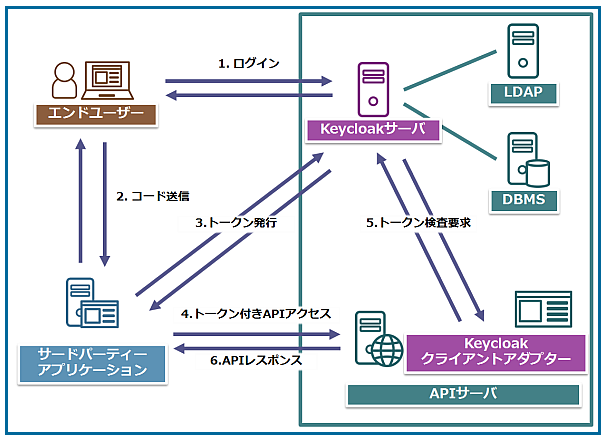 1. ログイン
LDAP
エンドユーザー
Keycloakサーバ
2. コード送信
DBMS
3.トークン発行
5.トークン検査要求
4.トークン付きAPIアクセス
サードパーティー
アプリケーション
6.APIレスポンス
Keycloak
クライアントアダプター
APIサーバ